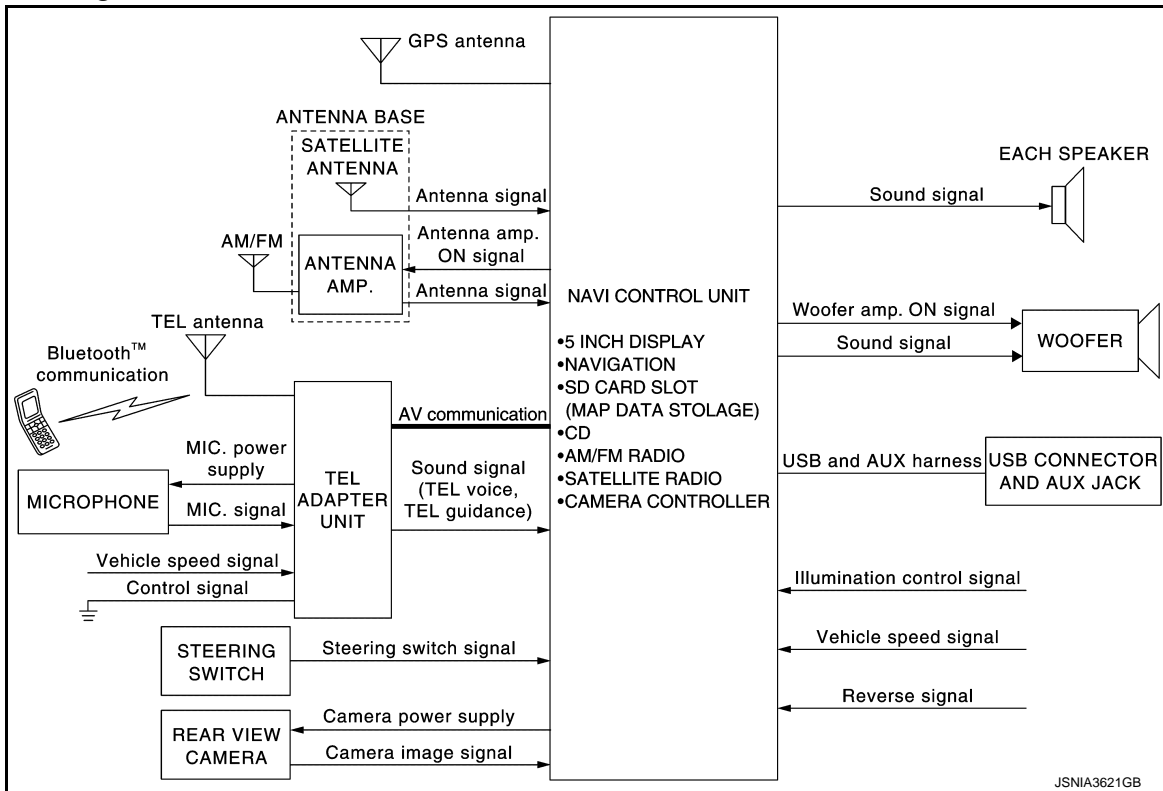 GPS antenna
ANTENNA BASE
SATELLITE
ANTENNA
Antenna signal
AM/FM
ANTENNA
AMP.
Antenna amp.
ON signal
Antenna signal
TEL antenna
Bluetooth™
communication
AV communication
MIC. power
supply
MICROPHONE
MIC. signal
TEL
ADAPTER
UNIT
Sound signal
(TEL voice,
TEL guidance)
Vehicle speed signal
Control signal
STEERING
SWITCH
Steering switch signal
REAR VIEW
CAMERA
Camera power supply
Camera image signal
NAVI CONTROL UNIT
•5 INCH DISPLAY
•NAVIGATION
•SD CARD SLOT
(MAP DATA STOLAGE)
•CD
•AM/FM RADIO
•SATELLITE RADIO
•CAMERA CONTROLLER
EACH SPEAKER
Sound signal
Woofer amp. ON signal
Sound signal
WOOFER
USB and AUX harness
USB CONNECTOR
AND AUX JACK
Illumination control signal
Vehicle speed signal
Reverse signal
JSNIA3621GB